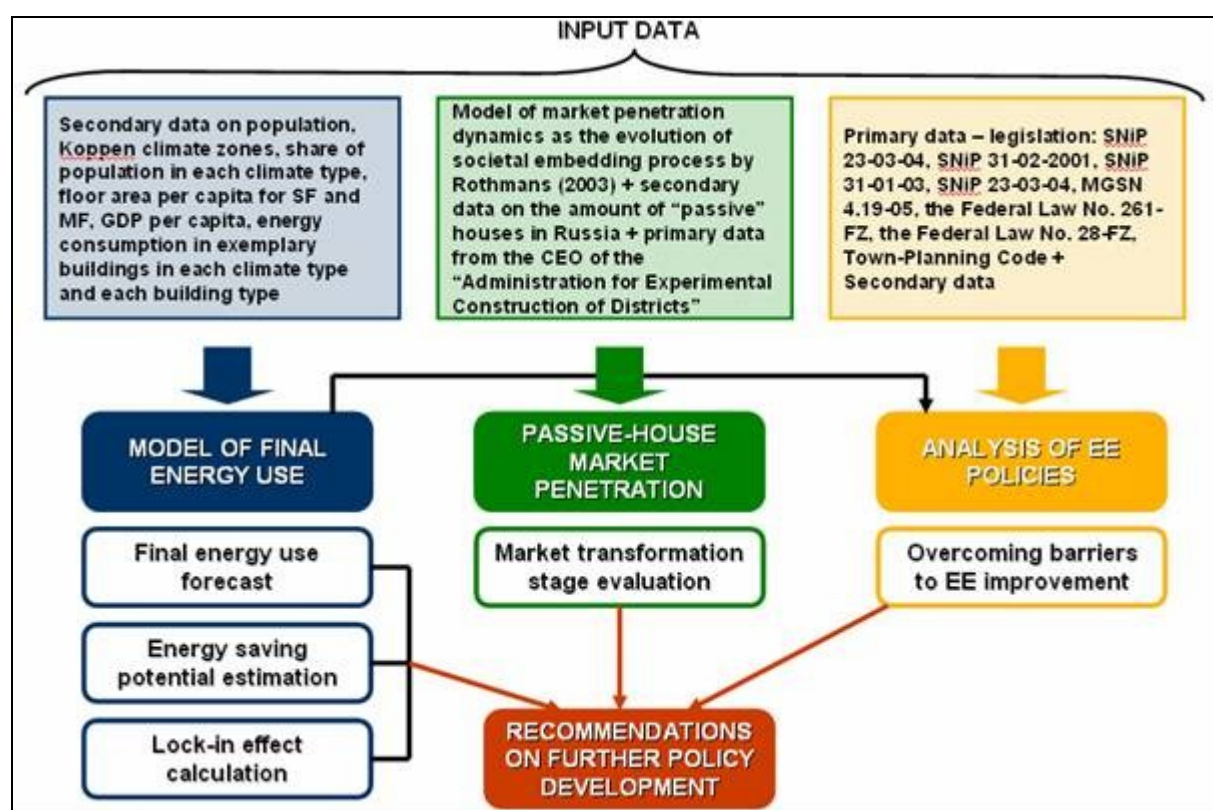 INPUT DATA
Secondary data on population,
Koppen climate zones, share of
population in each climate type,
floor area per capita for SF and
MF, GDP per capita, energy
consumption in exemplary
buildings in each climate type
and each building type
Model of market penetration
dynamics as the evolution of
societal embedding process by
Rothmans (2003) + secondary
data on the amount of “passive”
houses in Russia + primary data
from the CEO of the
“Administration for Experimental
Construction of Districts”
Primary data – legislation: SNiP
23-03-04, SNiP 31-02-2001, SNiP
31-01-03, SNiP 23-03-04, MGSN
4.19-05, the Federal Law No. 261-
FZ, the Federal Law No. 28-FZ,
Town-Planning Code +
Secondary data
MODEL OF FINAL
ENERGY USE
PASSIVE-HOUSE
MARKET
PENETRATION
ANALYSIS OF EE
POLICIES
Final energy use
forecast
Energy saving
potential estimation
Lock-in effect
calculation
Market transformation
stage evaluation
Overcoming barriers
to EE improvement
RECOMMENDATIONS
ON FURTHER POLICY
DEVELOPMENT